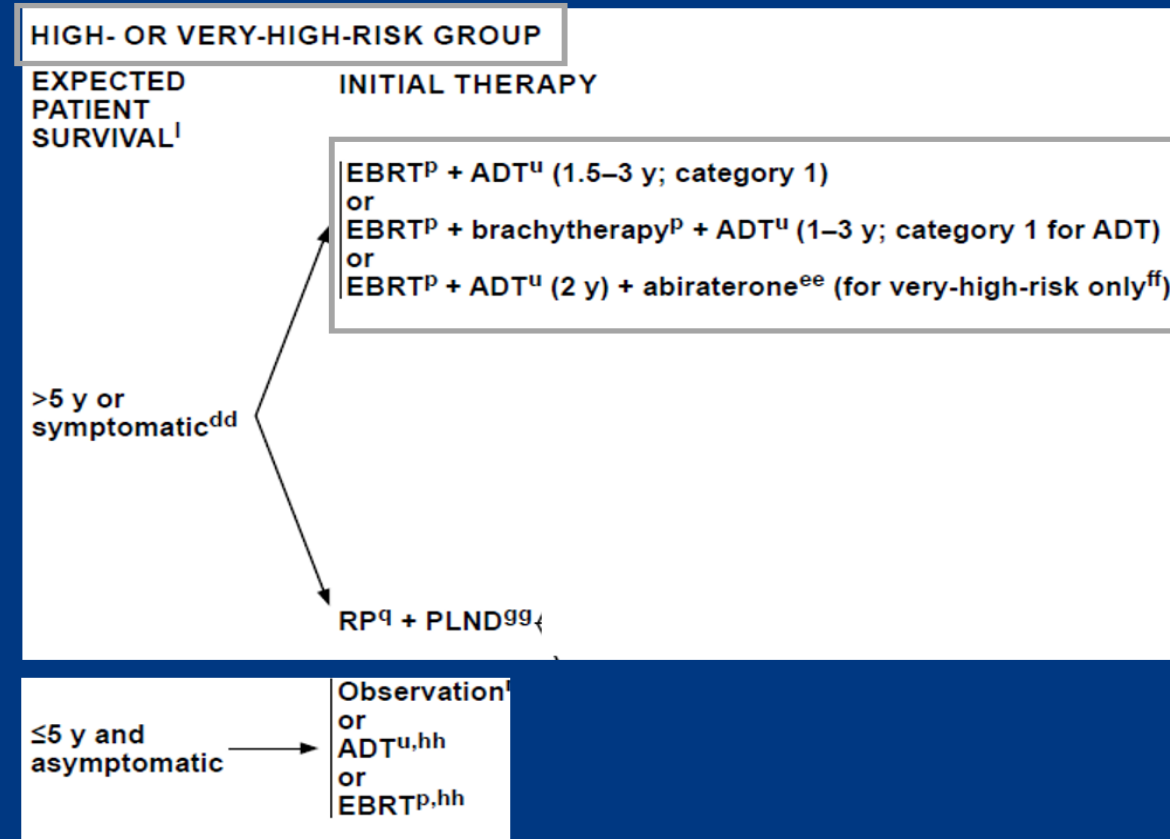 HIGH- OR VERY-HIGH-RISK GROUP
EXPECTED
PATIENT
SURVIVALl
INITIAL THERAPY
EBRTp + ADTu (1.5–3 y; category 1)
or
EBRTp + brachytherapyp + ADTu (1–3 y; category 1 for ADT)
or
EBRTp + ADTu (2 y) + abirateroneee (for very-high-risk onlyff)
>5 y or
symptomaticdd
RPq + PLNDgg
≤5 y and
asymptomatic
Observation
or
ADTu,hh
or
EBRTp,hh